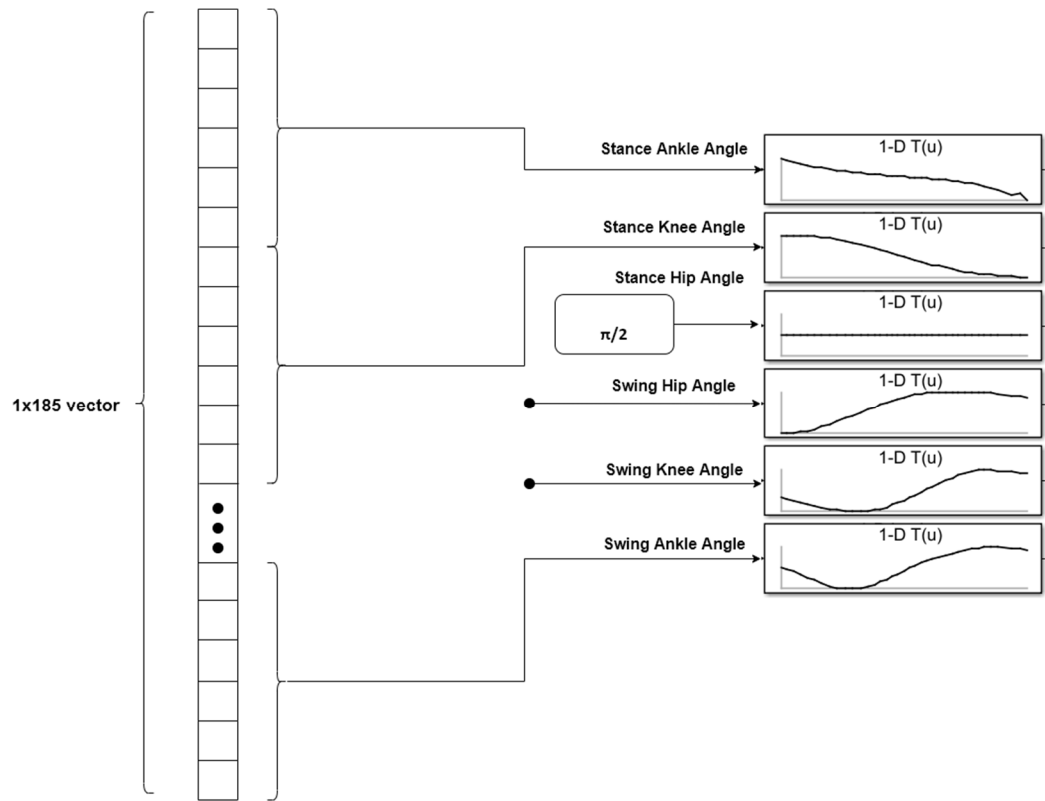 Stance Ankle Angle
1-D T(u)
Stance Knee Angle
1-D T(u)
Stance Hip Angle
π/2
1-D T(u)
Swing Hip Angle
1-D T(u)
1x185 vector
Swing Knee Angle
1-D T(u)
Swing Ankle Angle
1-D T(u)